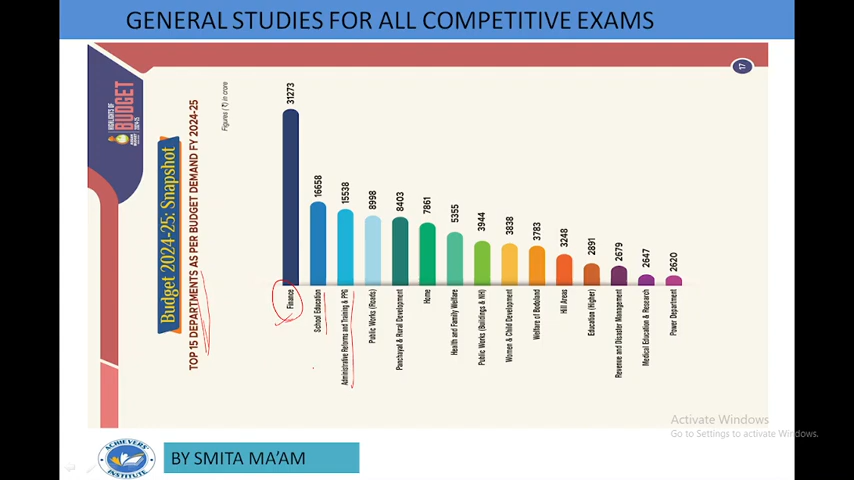 GENERAL STUDIES FOR ALL COMPETITIVE EXAMS
17
HIGHLIGHTS OF
BUDGET
2024-25
Budget 2024-25: Snapshot
TOP 15 DEPARTMENTS AS PER BUDGET DEMAND FY 2024-25
Figures (₹) in crore
Finance 31273
School Education 16658
Administrative Reforms and Training & PPG 15538
Public Works (Roads) 8998
Panchayat & Rural Development 8403
Home 7861
Health and Family Welfare 5355
Public Works (Buildings & NH) 3944
Women & Child Development 3838
Welfare of Bodoland 3783
Hill Areas 3248
Education (Higher) 2891
Revenue and Disaster Management 2679
Medical Education & Research 2647
Power Department 2620
Activate Windows
Go to Settings to activate Windows.
ACHIEVERS'
INSTITUTE
BY SMITA MA'AM